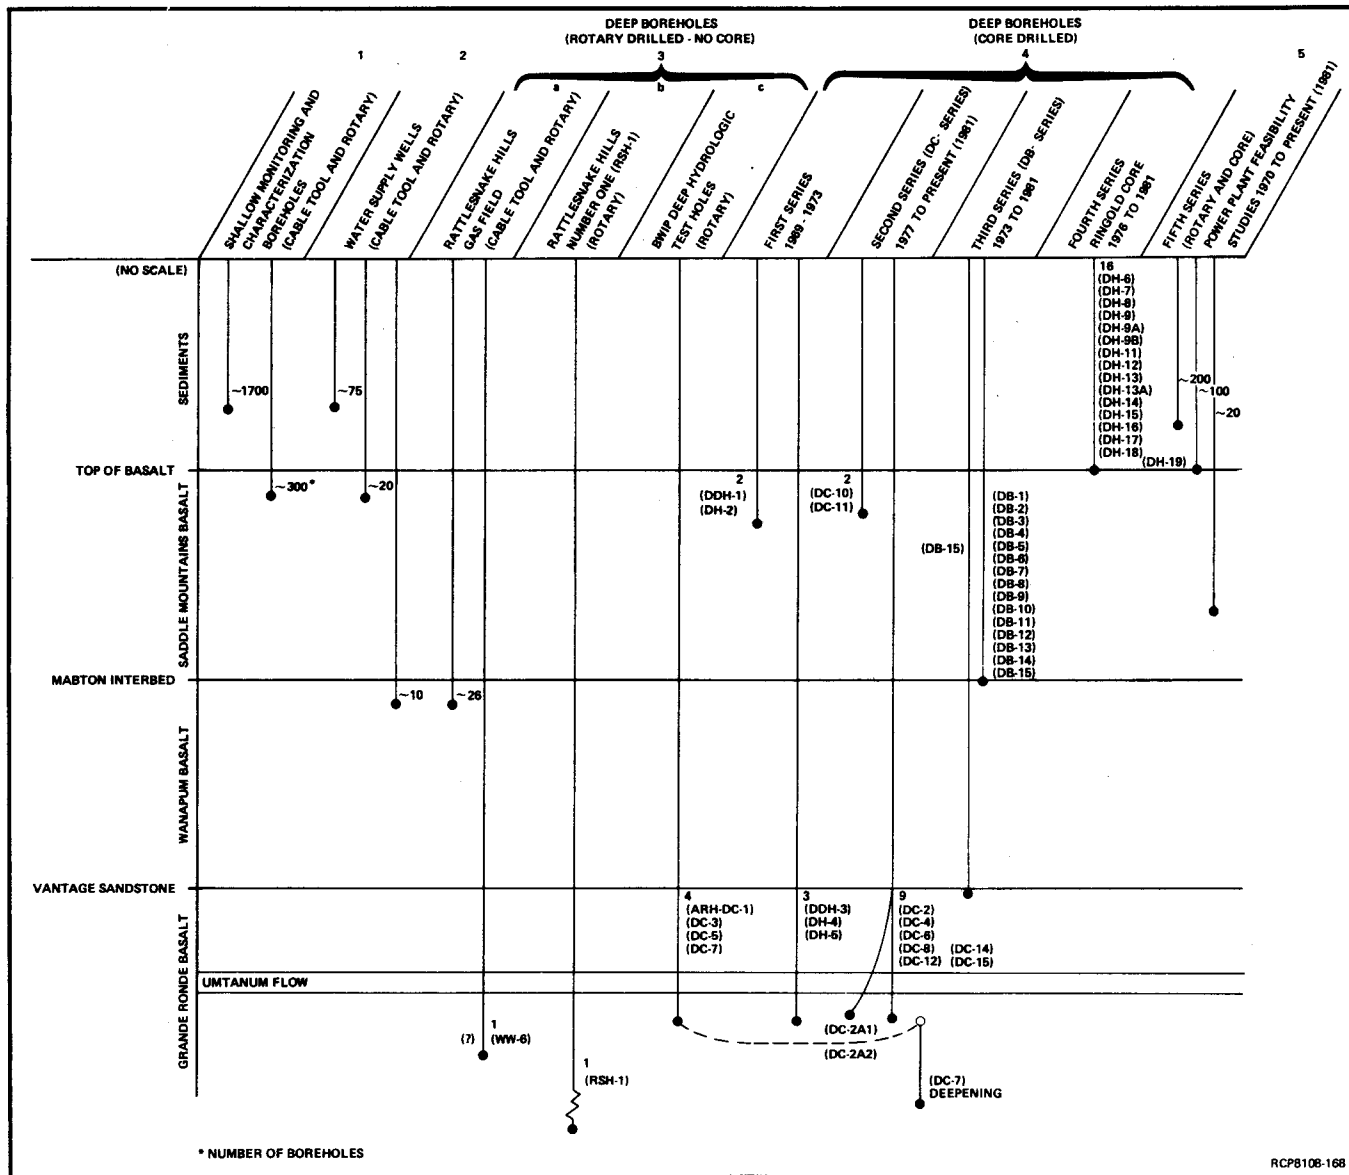 DEEP BOREHOLES
(ROTARY DRILLED - NO CORE)
DEEP BOREHOLES
(CORE DRILLED)
1
2
3
4
5
a
b
c
SHALLOW MONITORING AND
CHARACTERIZATION
BOREHOLES
(CABLE TOOL AND ROTARY)
WATER SUPPLY WELLS
(CABLE TOOL AND ROTARY)
RATTLESNAKE HILLS
GAS FIELD
(CABLE TOOL AND ROTARY)
RATTLESNAKE HILLS
NUMBER ONE (RSH-1)
(ROTARY)
BWIP DEEP HYDROLOGIC
TEST HOLES
(ROTARY)
FIRST SERIES
1969 - 1973
SECOND SERIES (DC- SERIES)
1977 TO PRESENT (1981)
THIRD SERIES (DB- SERIES)
1973 TO 1981
FOURTH SERIES
RINGOLD CORE
1976 TO 1981
FIFTH SERIES
(ROTARY AND CORE)
POWER PLANT FEASIBILITY
STUDIES 1970 TO PRESENT (1981)
(NO SCALE)
SEDIMENTS
~1700
~75
16
(DH-6)
(DH-7)
(DH-8)
(DH-9)
(DH-9A)
(DH-9B)
(DH-11)
(DH-12)
(DH-13)
(DH-13A)
(DH-14)
(DH-15)
(DH-16)
(DH-17)
(DH-18)
(DH-19)
~200
~100
~20
TOP OF BASALT
SADDLE MOUNTAINS BASALT
~300*
~20
2
(DDH-1)
(DH-2)
2
(DC-10)
(DC-11)
(DB-15)
(DB-1)
(DB-2)
(DB-3)
(DB-4)
(DB-5)
(DB-6)
(DB-7)
(DB-8)
(DB-9)
(DB-10)
(DB-11)
(DB-12)
(DB-13)
(DB-14)
(DB-15)
MABTON INTERBED
~10
~26
WANAPUM BASALT
VANTAGE SANDSTONE
GRANDE RONDE BASALT
4
(ARH-DC-1)
(DC-3)
(DC-5)
(DC-7)
3
(DDH-3)
(DH-4)
(DH-5)
9
(DC-2)
(DC-4)
(DC-6)
(DC-8)
(DC-12)
(DC-14)
(DC-15)
UMTANUM FLOW
1
(?) (WW-6)
(DC-2A1)
(DC-2A2)
1
(RSH-1)
(DC-7)
DEEPENING
* NUMBER OF BOREHOLES
RCP8108-168